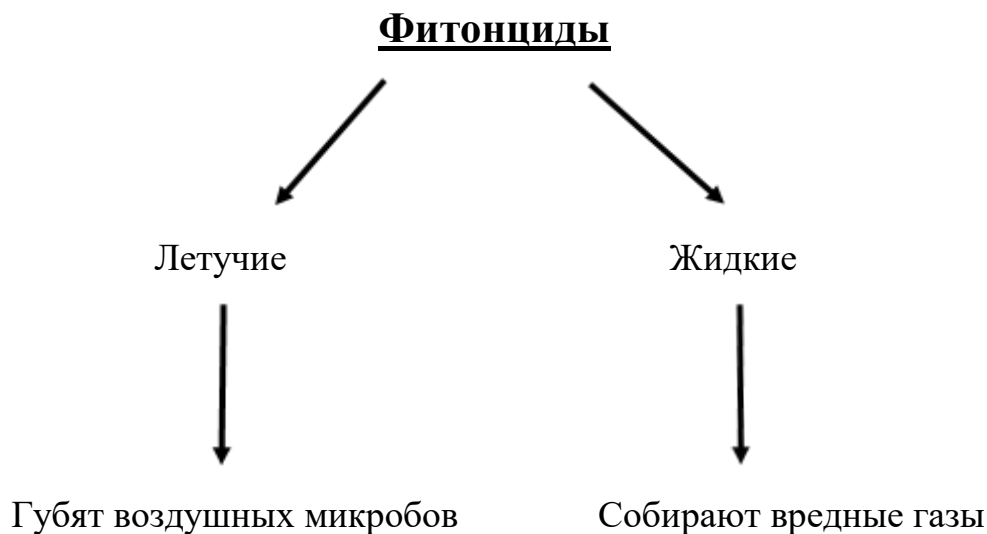 Фитонциды
Летучие Жидкие
Губят воздушных микробов Собирают вредные газы